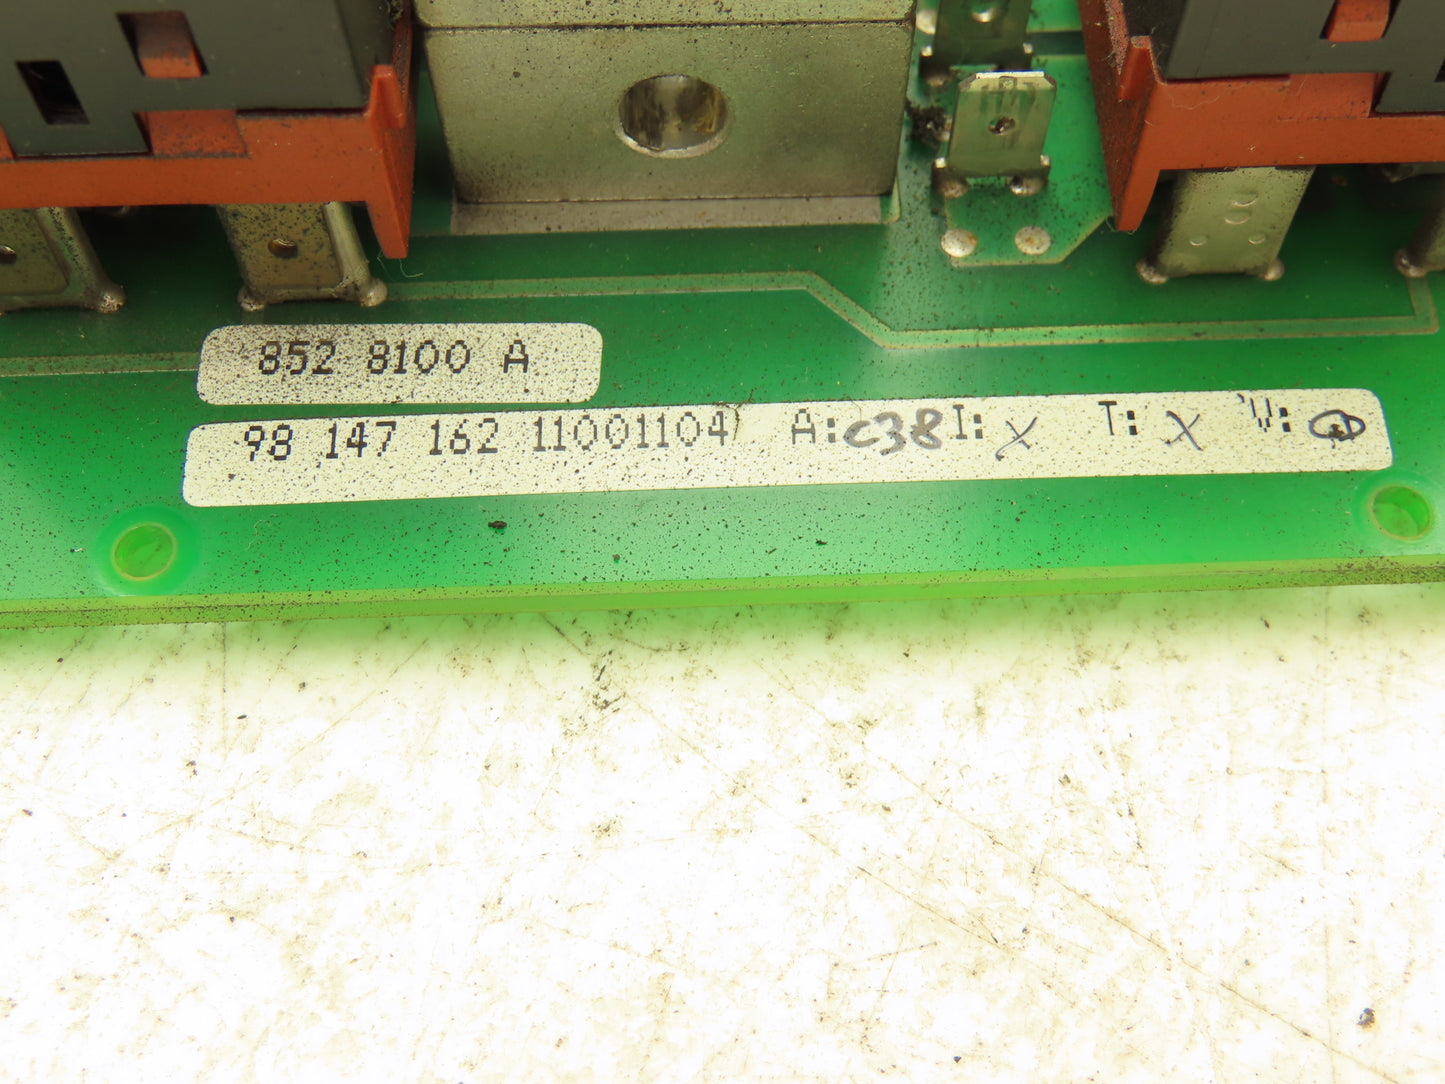 852 8100 A
98 147 162 11001104 A: C38 I: X T: X V: